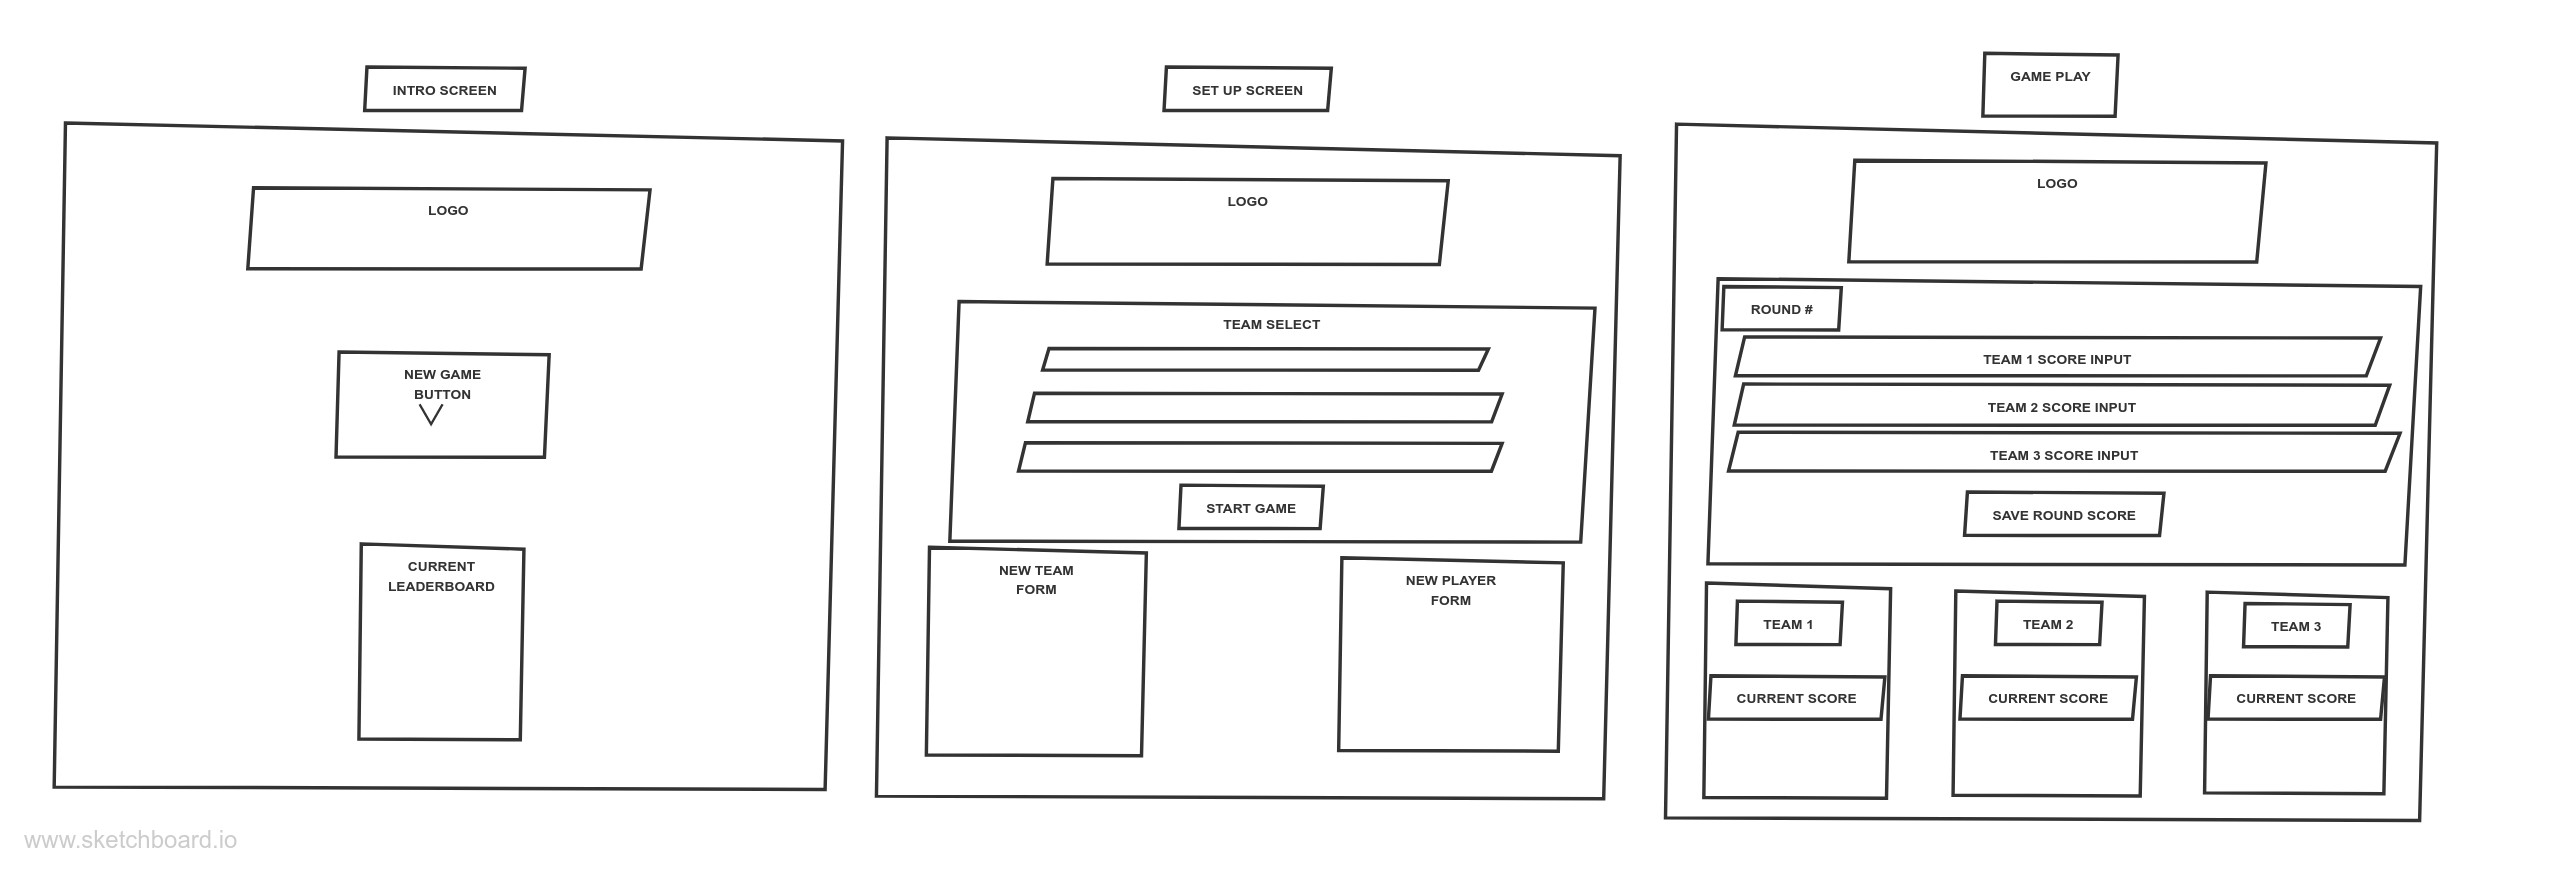 INTRO SCREEN
LOGO
NEW GAME
BUTTON
CURRENT
LEADERBOARD
SET UP SCREEN
LOGO
TEAM SELECT
START GAME
NEW TEAM
FORM
NEW PLAYER
FORM
GAME PLAY
LOGO
ROUND #
TEAM 1 SCORE INPUT
TEAM 2 SCORE INPUT
TEAM 3 SCORE INPUT
SAVE ROUND SCORE
TEAM 1
CURRENT SCORE
TEAM 2
CURRENT SCORE
TEAM 3
CURRENT SCORE
www.sketchboard.io